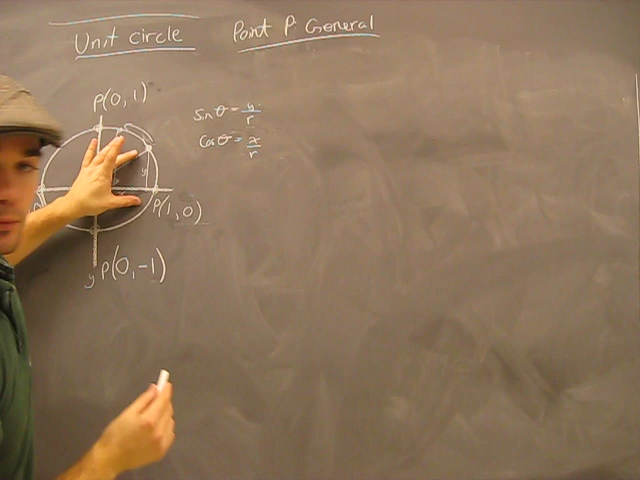 Unit circle Point P General
P(0, 1)
sin θ = y/r
cos θ = x/r
y
P(1, 0)
y P(0, -1)